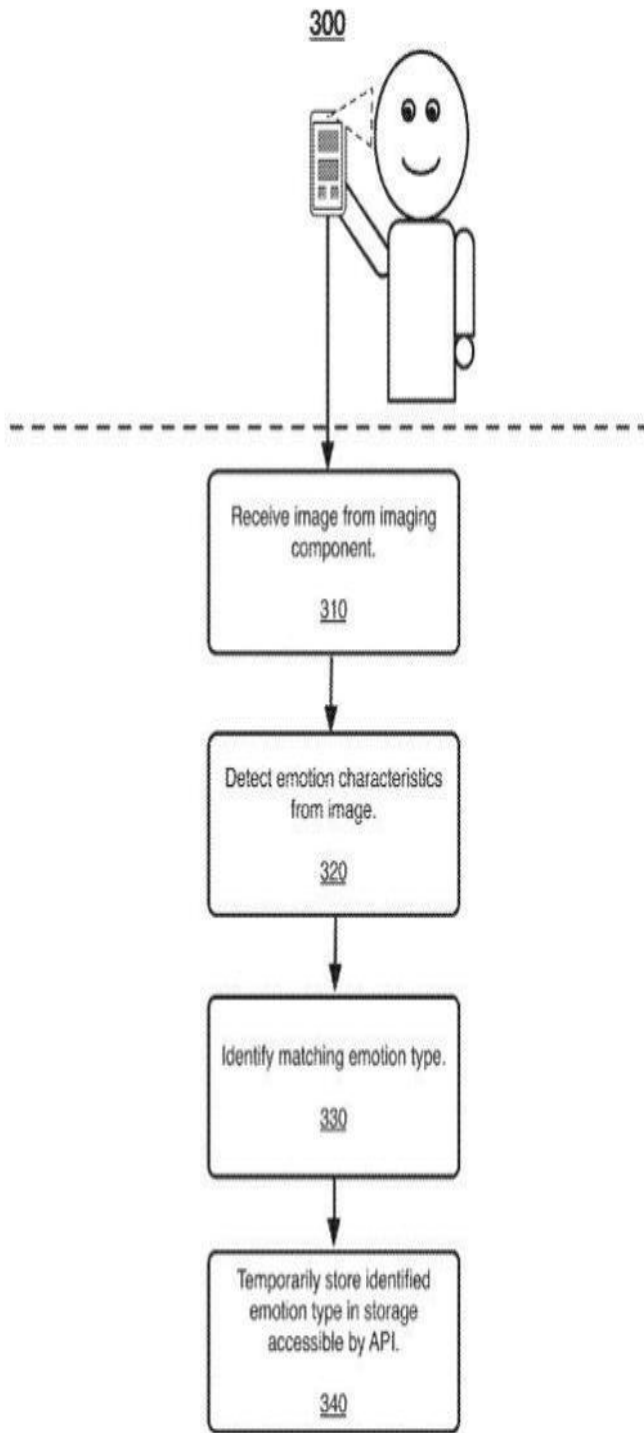 300
Receive image from imaging
component.
310
Detect emotion characteristics
from image.
320
Identify matching emotion type.
330
Temporarily store identified
emotion type in storage
accessible by API.
340